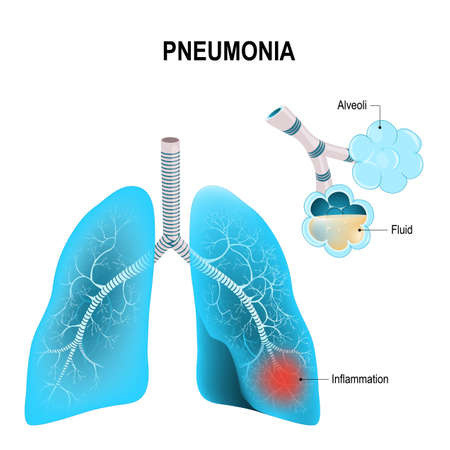 PNEUMONIA
Alveoli
Fluid
Inflammation